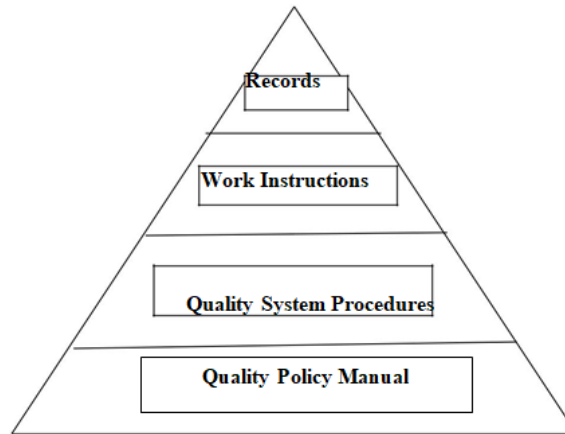 Records
Work Instructions
Quality System Procedures
Quality Policy Manual